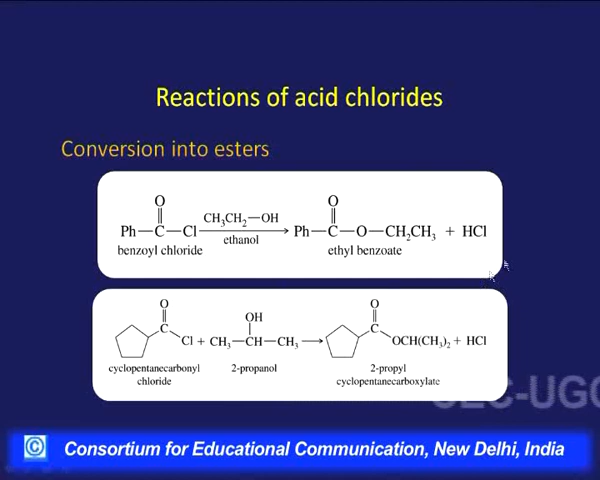 Reactions of acid chlorides
Conversion into esters
O
Ph—C—Cl CH₃CH₂—OH O
Ph—C—O—CH₂CH₃ + HCl
benzoyl chloride ethanol ethyl benzoate
O OH O
C C
Cl + CH₃—CH—CH₃ OCH(CH₃)₂ + HCl
cyclopentanecarbonyl 2-propanol 2-propyl
chloride cyclopentanecarboxylate
CEC-UGC
© Consortium for Educational Communication, New Delhi, India